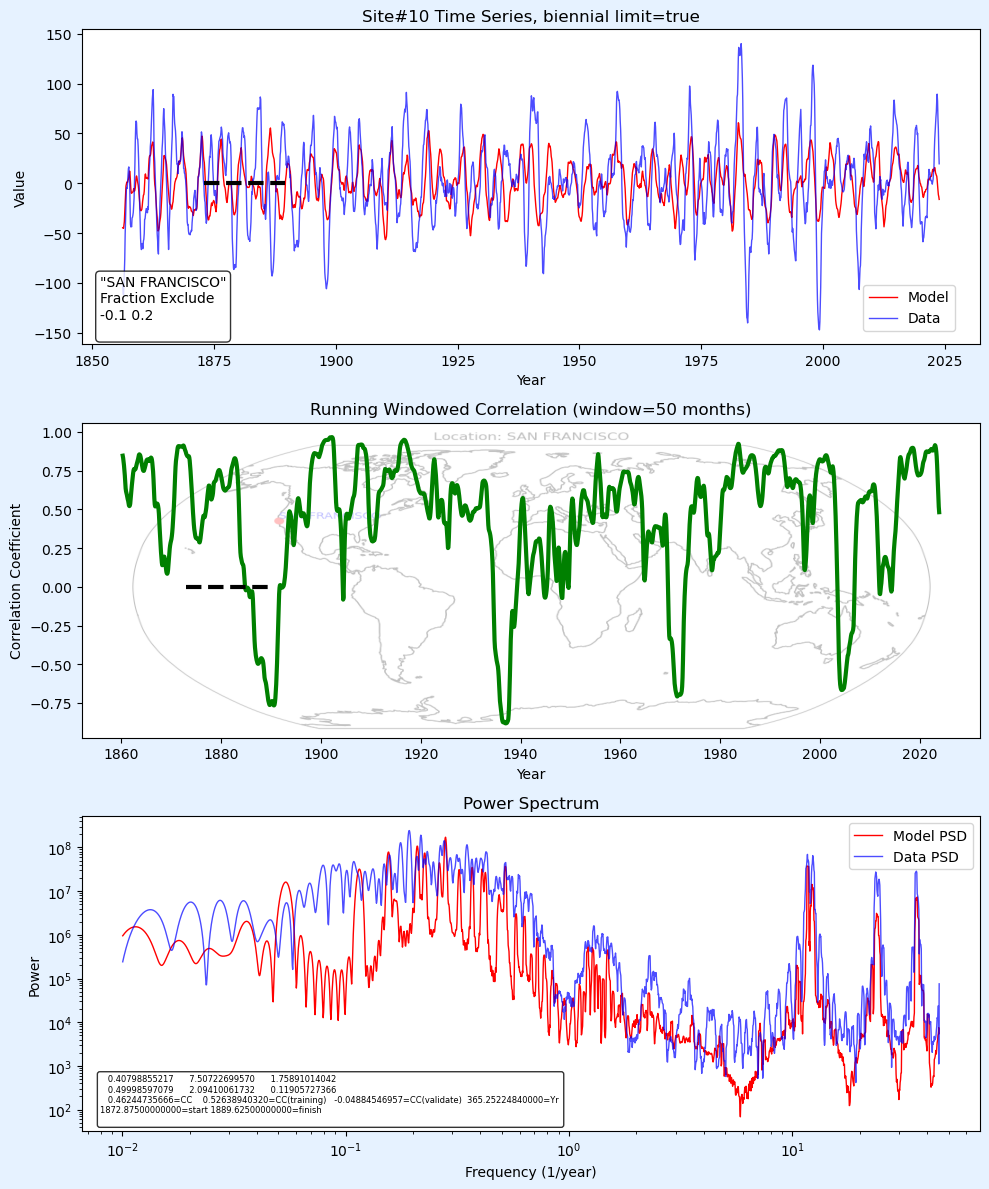 Site#10 Time Series, biennial limit=true
150
100
50
0
−50
−100
−150
Value
"SAN FRANCISCO"
Fraction Exclude
-0.1 0.2
Model
Data
1850 1875 1900 1925 1950 1975 2000 2025
Year
Running Windowed Correlation (window=50 months)
Location: SAN FRANCISCO
1.00
0.75
0.50
0.25
0.00
−0.25
−0.50
−0.75
Correlation Coefficient
1860 1880 1900 1920 1940 1960 1980 2000 2020
Year
Power Spectrum
Model PSD
Data PSD
10^8
10^7
10^6
10^5
10^4
10^3
10^2
Power
0.40798855217 7.50722699570 1.75891014042
0.49998597079 2.09410061732 0.11905727366
0.46244735666=CC 0.52638940320=CC(training) -0.04884546957=CC(validate) 365.25224840000=Yr
1872.87500000000=start 1889.62500000000=finish
10^−2 10^−1 10^0 10^1
Frequency (1/year)